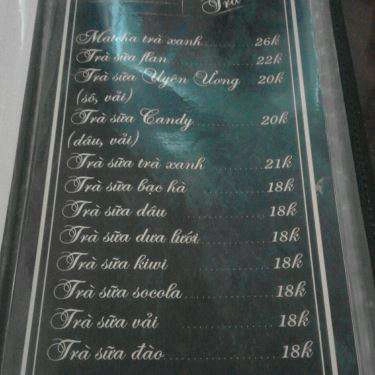 Trà
Matcha trà xanh 26k
Trà sữa flan 22k
Trà sữa Uyên Ương 20k
(sô, vải)
Trà sữa Candy 20k
(dâu, vải)
Trà sữa trà xanh 21k
Trà sữa bạc hà 18k
Trà sữa dâu 18k
Trà sữa dưa lưới 18k
Trà sữa kiwi 18k
Trà sữa socola 18k
Trà sữa vải 18k
Trà sữa đào 18k